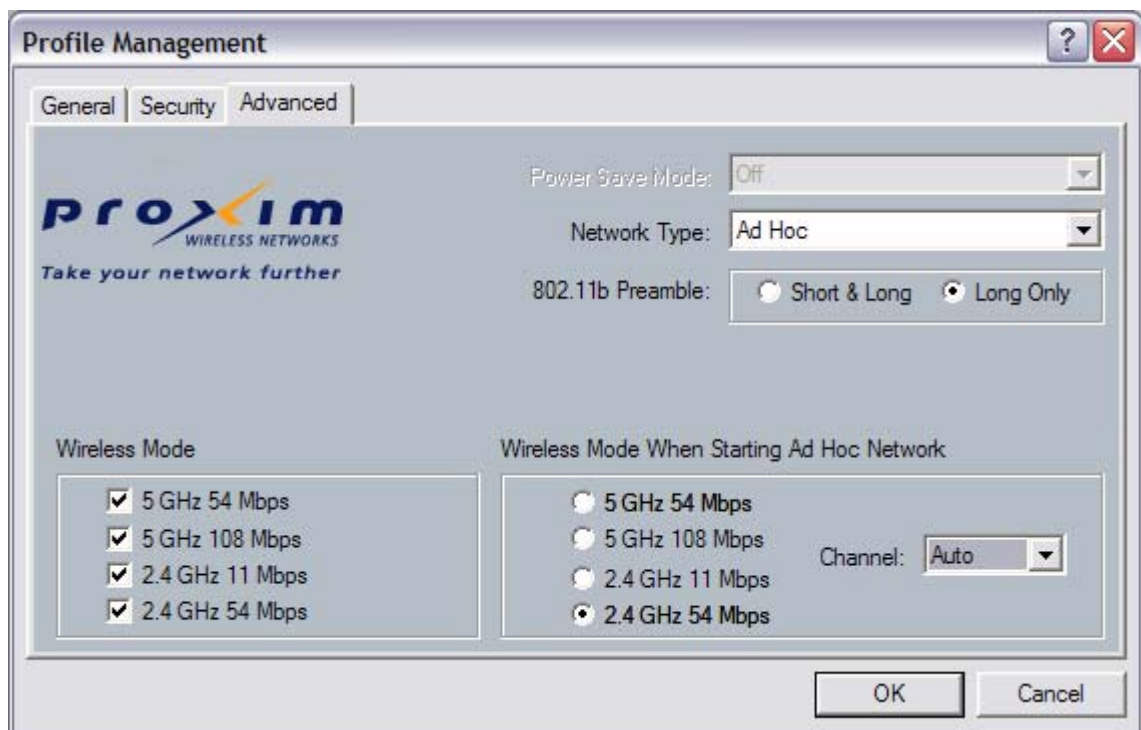 Profile Management
General Security Advanced
proxim
WIRELESS NETWORKS
Take your network further
Power Save Mode: Off
Network Type: Ad Hoc
802.11b Preamble: Short & Long Long Only
Wireless Mode
5 GHz 54 Mbps
5 GHz 108 Mbps
2.4 GHz 11 Mbps
2.4 GHz 54 Mbps
Wireless Mode When Starting Ad Hoc Network
5 GHz 54 Mbps
5 GHz 108 Mbps
2.4 GHz 11 Mbps
2.4 GHz 54 Mbps
Channel: Auto
OK Cancel